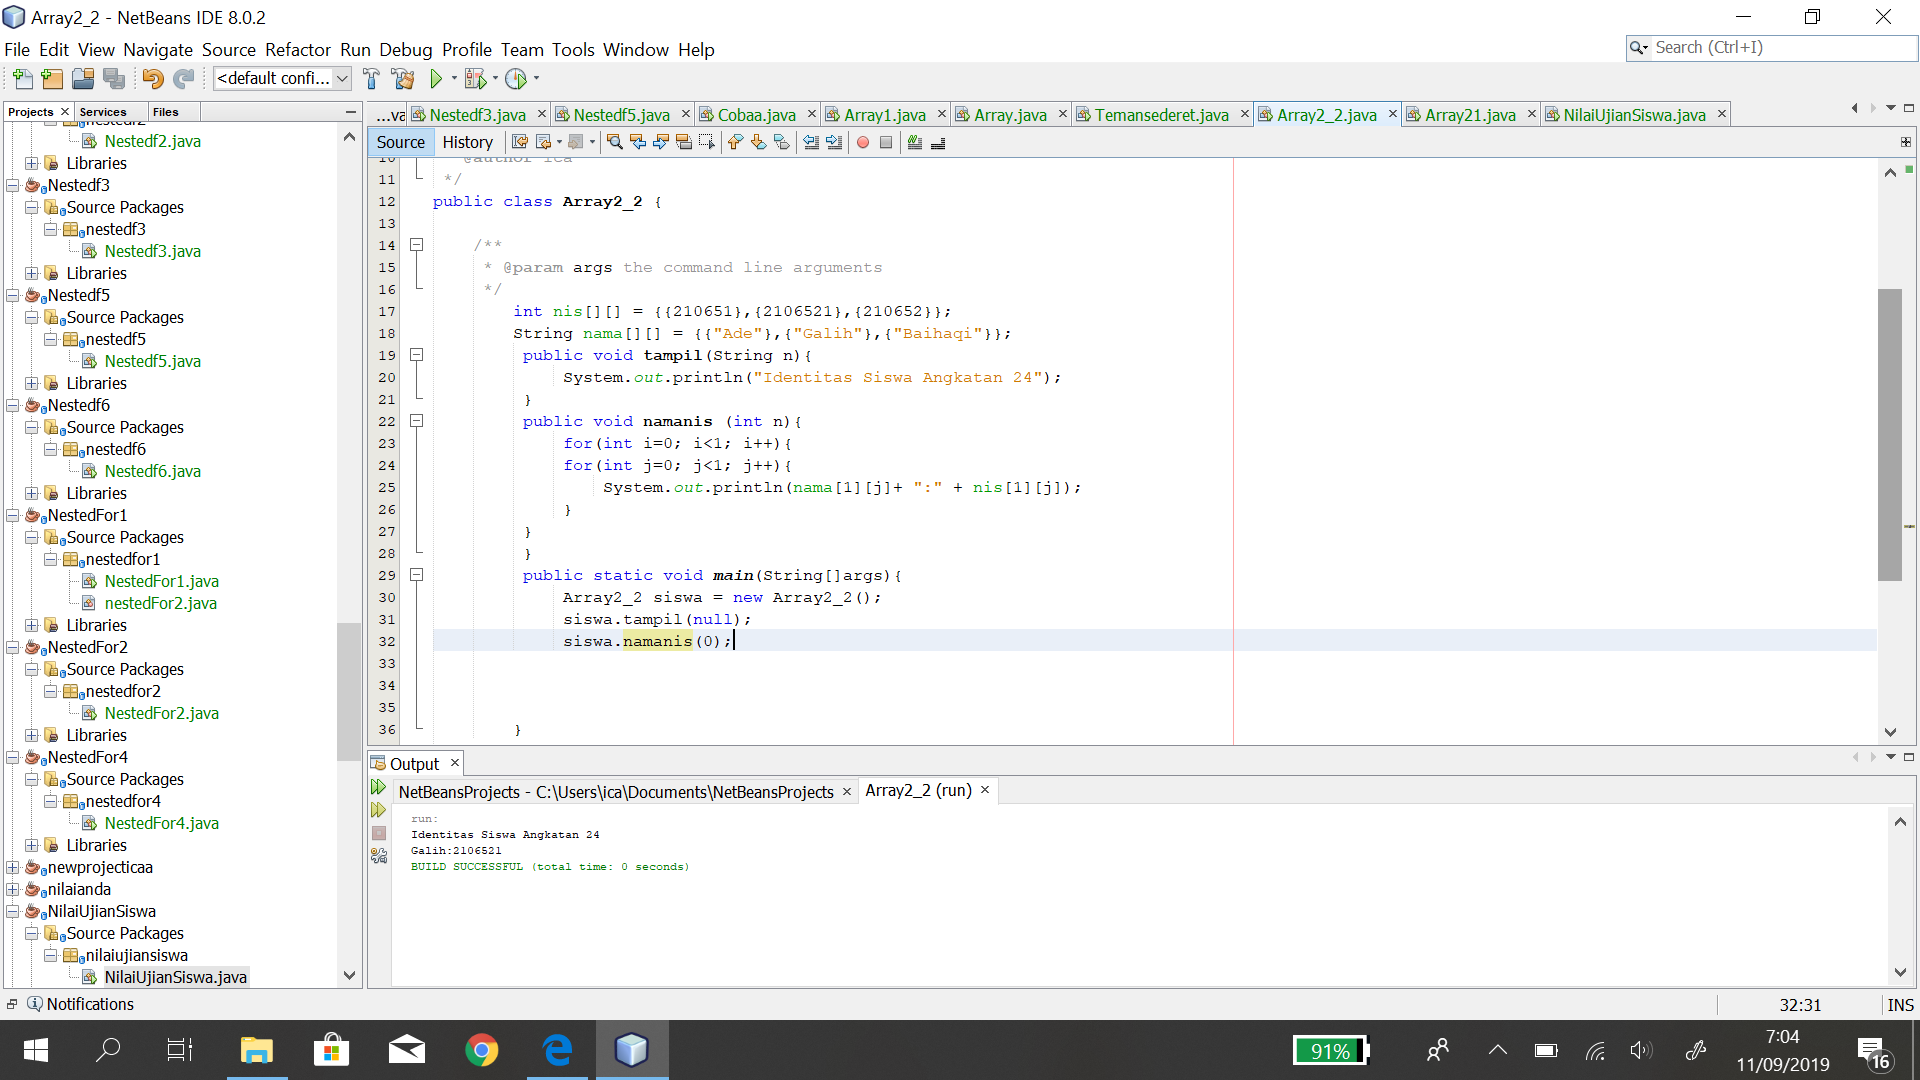 Array2_2 - NetBeans IDE 8.0.2
File Edit View Navigate Source Refactor Run Debug Profile Team Tools Window Help
Search (Ctrl+I)
<default confi...
Projects Services Files
...va Nestedf3.java Nestedf5.java Cobaa.java Array1.java Array.java Temansederet.java Array2_2.java Array21.java NilaiUjianSiswa.java
Source History
nestedf2
Nestedf2.java
Libraries
Nestedf3
Source Packages
nestedf3
Nestedf3.java
Libraries
Nestedf5
Source Packages
nestedf5
Nestedf5.java
Libraries
Nestedf6
Source Packages
nestedf6
Nestedf6.java
Libraries
NestedFor1
Source Packages
nestedfor1
NestedFor1.java
nestedFor2.java
Libraries
NestedFor2
Source Packages
nestedfor2
NestedFor2.java
Libraries
NestedFor4
Source Packages
nestedfor4
NestedFor4.java
Libraries
newprojecticaa
nilaianda
NilaiUjianSiswa
Source Packages
nilaiujiansiswa
NilaiUjianSiswa.java
10 @author ica
11 */
12 public class Array2_2 {
13
14 /**
15 * @param args the command line arguments
16 */
17 int nis[][] = {{210651},{2106521},{210652}};
18 String nama[][] = {{"Ade"},{"Galih"},{"Baihaqi"}};
19 public void tampil(String n){
20 System.out.println("Identitas Siswa Angkatan 24");
21 }
22 public void namanis (int n){
23 for(int i=0; i<1; i++){
24 for(int j=0; j<1; j++){
25 System.out.println(nama[1][j]+ ":" + nis[1][j]);
26 }
27 }
28 }
29 public static void main(String[]args){
30 Array2_2 siswa = new Array2_2();
31 siswa.tampil(null);
32 siswa.namanis(0);
33
34
35
36 }
Output
NetBeansProjects - C:\Users\ica\Documents\NetBeansProjects Array2_2 (run)
run:
Identitas Siswa Angkatan 24
Galih:2106521
BUILD SUCCESSFUL (total time: 0 seconds)
Notifications
32:31 INS
91%
7:04
11/09/2019
16